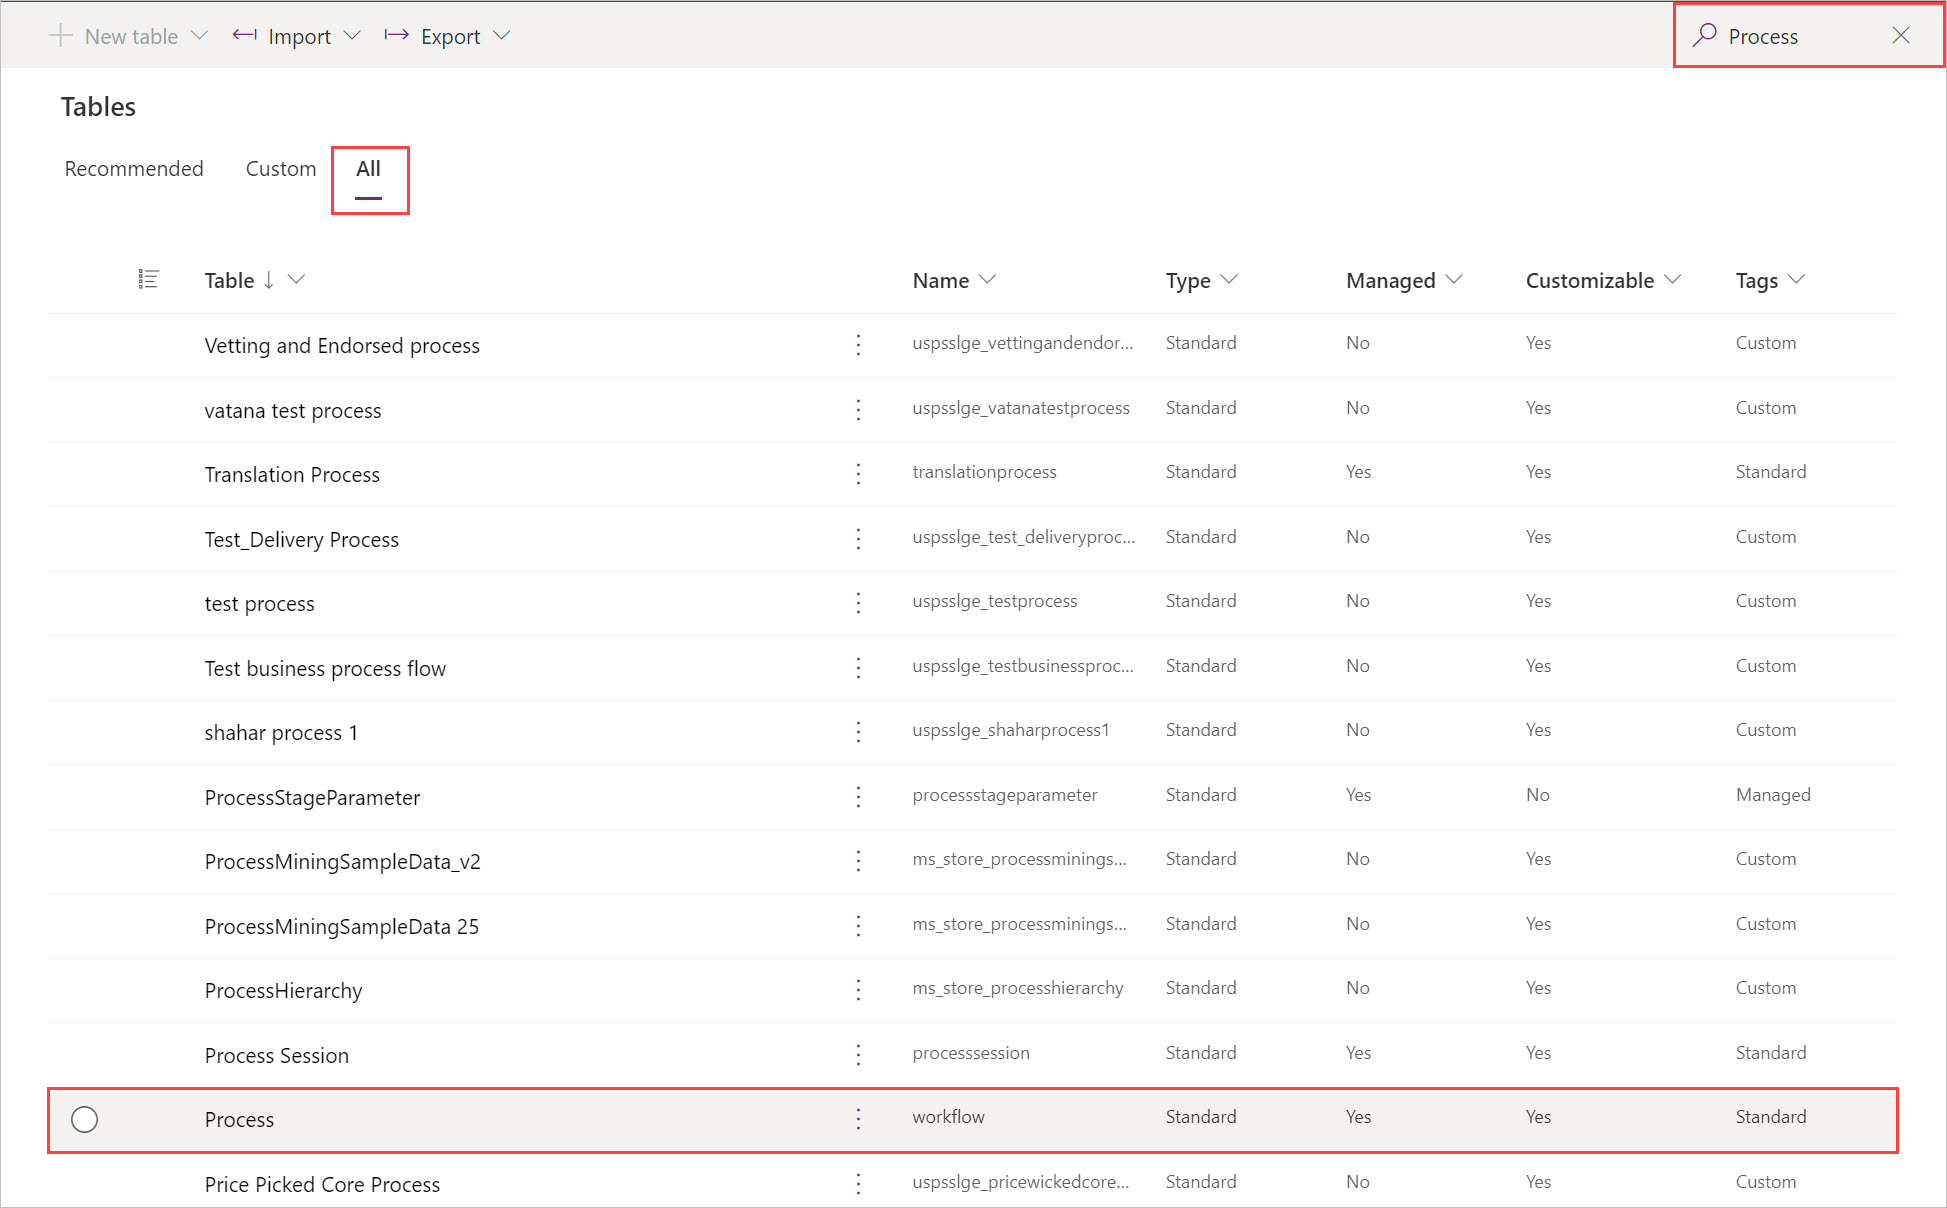 New table Import Export Process
Tables
Recommended Custom All
Table Name Type Managed Customizable Tags
Vetting and Endorsed process uspsslge_vettingandendor... Standard No Yes Custom
vatana test process uspsslge_vatanatestprocess Standard No Yes Custom
Translation Process translationprocess Standard Yes Yes Standard
Test_Delivery Process uspsslge_test_deliveryproc... Standard No Yes Custom
test process uspsslge_testprocess Standard No Yes Custom
Test business process flow uspsslge_testbusinessproc... Standard No Yes Custom
shahar process 1 uspsslge_shaharprocess1 Standard No Yes Custom
ProcessStageParameter processstageparameter Standard Yes No Managed
ProcessMiningSampleData_v2 ms_store_processminings... Standard No Yes Custom
ProcessMiningSampleData 25 ms_store_processminings... Standard No Yes Custom
ProcessHierarchy ms_store_processhierarchy Standard No Yes Custom
Process Session processsession Standard Yes Yes Standard
Process workflow Standard Yes Yes Standard
Price Picked Core Process uspsslge_pricewickedcore... Standard No Yes Custom